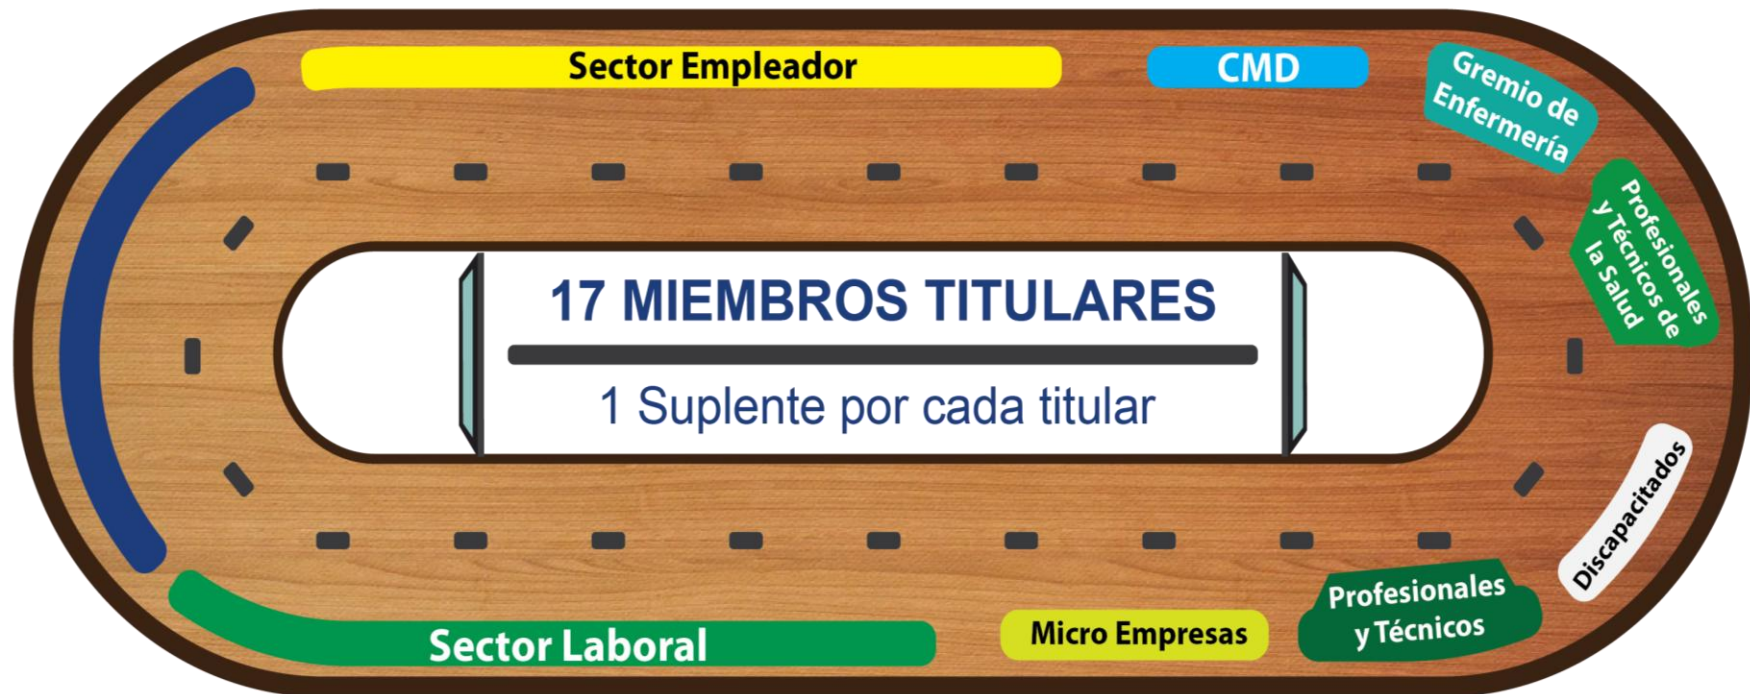 Sector Empleador
CMD
Gremio de
Enfermería
Profesionales
y Técnicos de
la Salud
17 MIEMBROS TITULARES
1 Suplente por cada titular
Discapacitados
Profesionales
y Técnicos
Micro Empresas
Sector Laboral